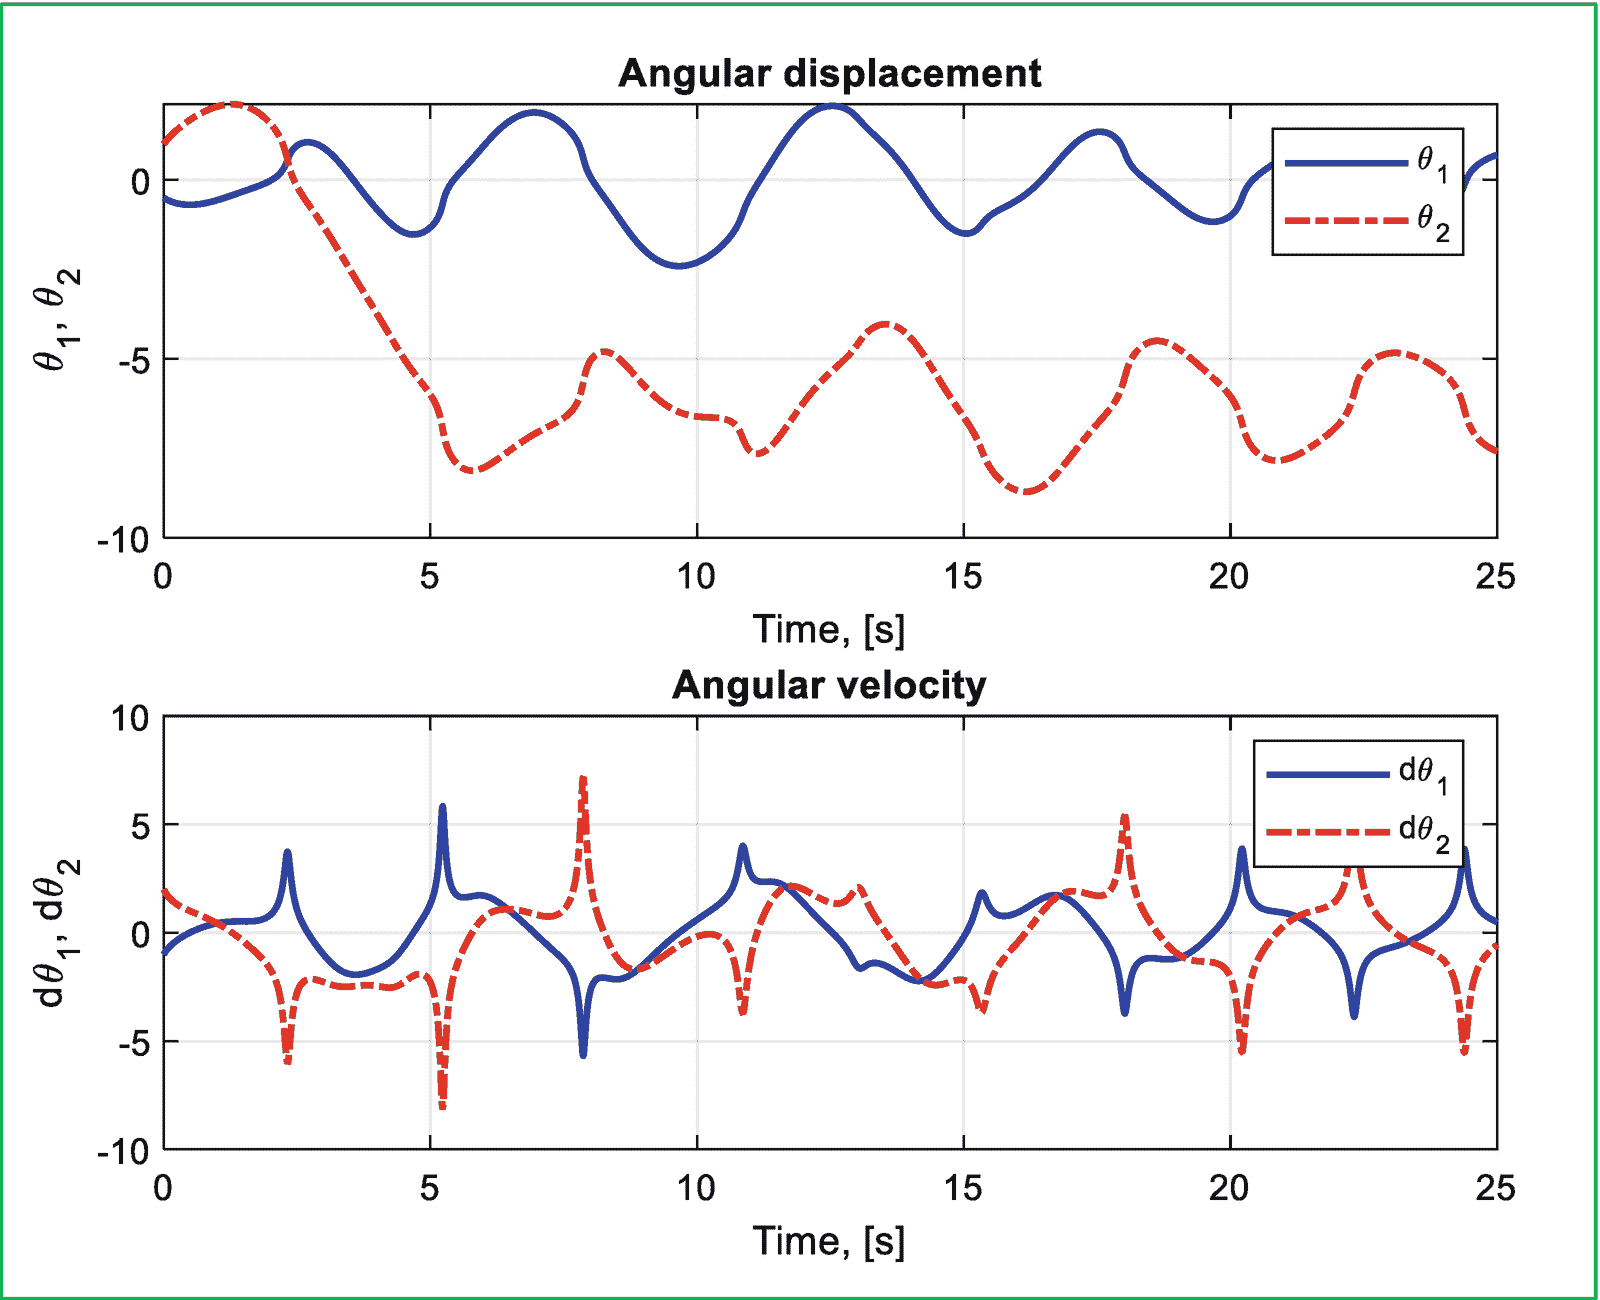 Angular displacement
θ1, θ2
0
-5
-10
θ1
θ2
0 5 10 15 20 25
Time, [s]
Angular velocity
dθ1, dθ2
10
5
0
-5
-10
dθ1
dθ2
0 5 10 15 20 25
Time, [s]